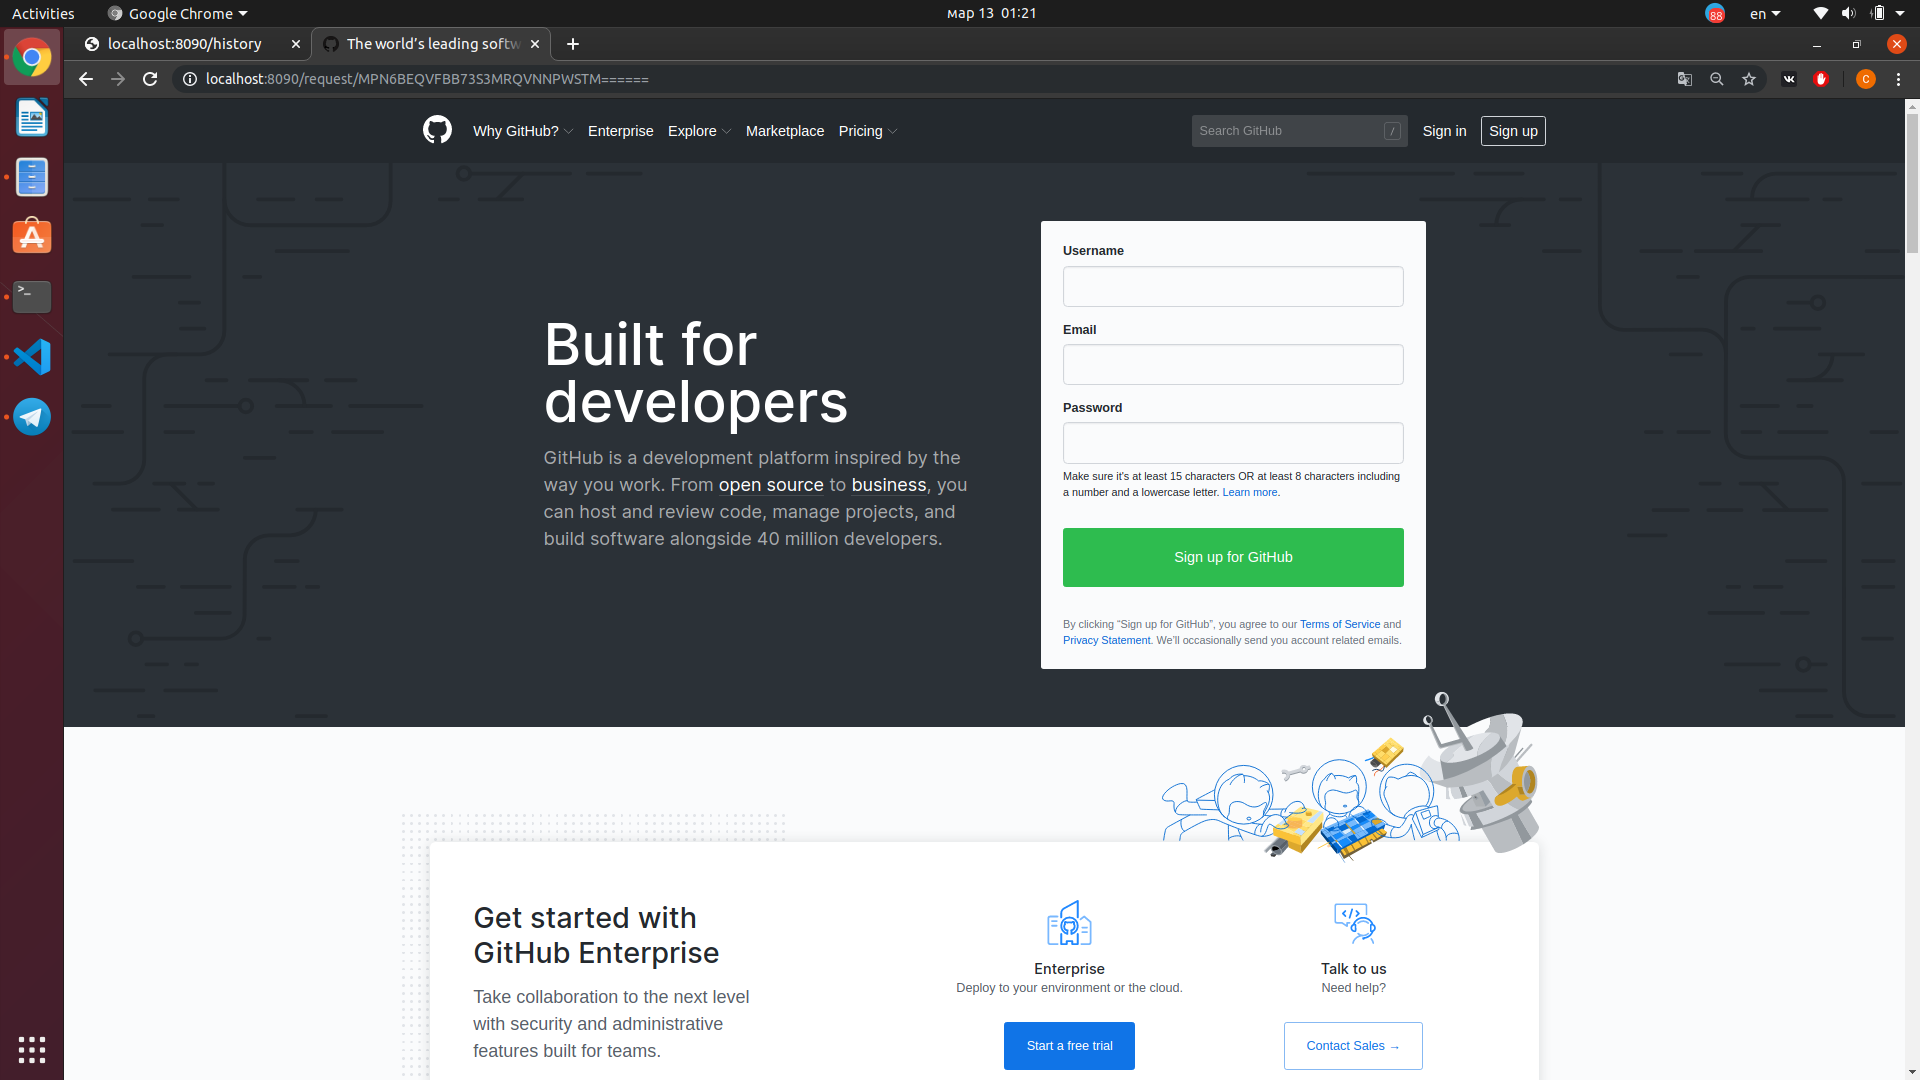 Activities
Google Chrome
мар 13 01:21
88
en
localhost:8090/history
The world's leading softw
localhost:8090/request/MPN6BEQVFBB73S3MRQVNNPWSTM======
C
Why GitHub?
Enterprise
Explore
Marketplace
Pricing
Search GitHub
/
Sign in
Sign up
Built for
developers
GitHub is a development platform inspired by the
way you work. From open source to business, you
can host and review code, manage projects, and
build software alongside 40 million developers.
Username
Email
Password
Make sure it's at least 15 characters OR at least 8 characters including
a number and a lowercase letter. Learn more.
Sign up for GitHub
By clicking “Sign up for GitHub”, you agree to our Terms of Service and
Privacy Statement. We'll occasionally send you account related emails.
Get started with
GitHub Enterprise
Take collaboration to the next level
with security and administrative
features built for teams.
Enterprise
Deploy to your environment or the cloud.
Start a free trial
Talk to us
Need help?
Contact Sales →